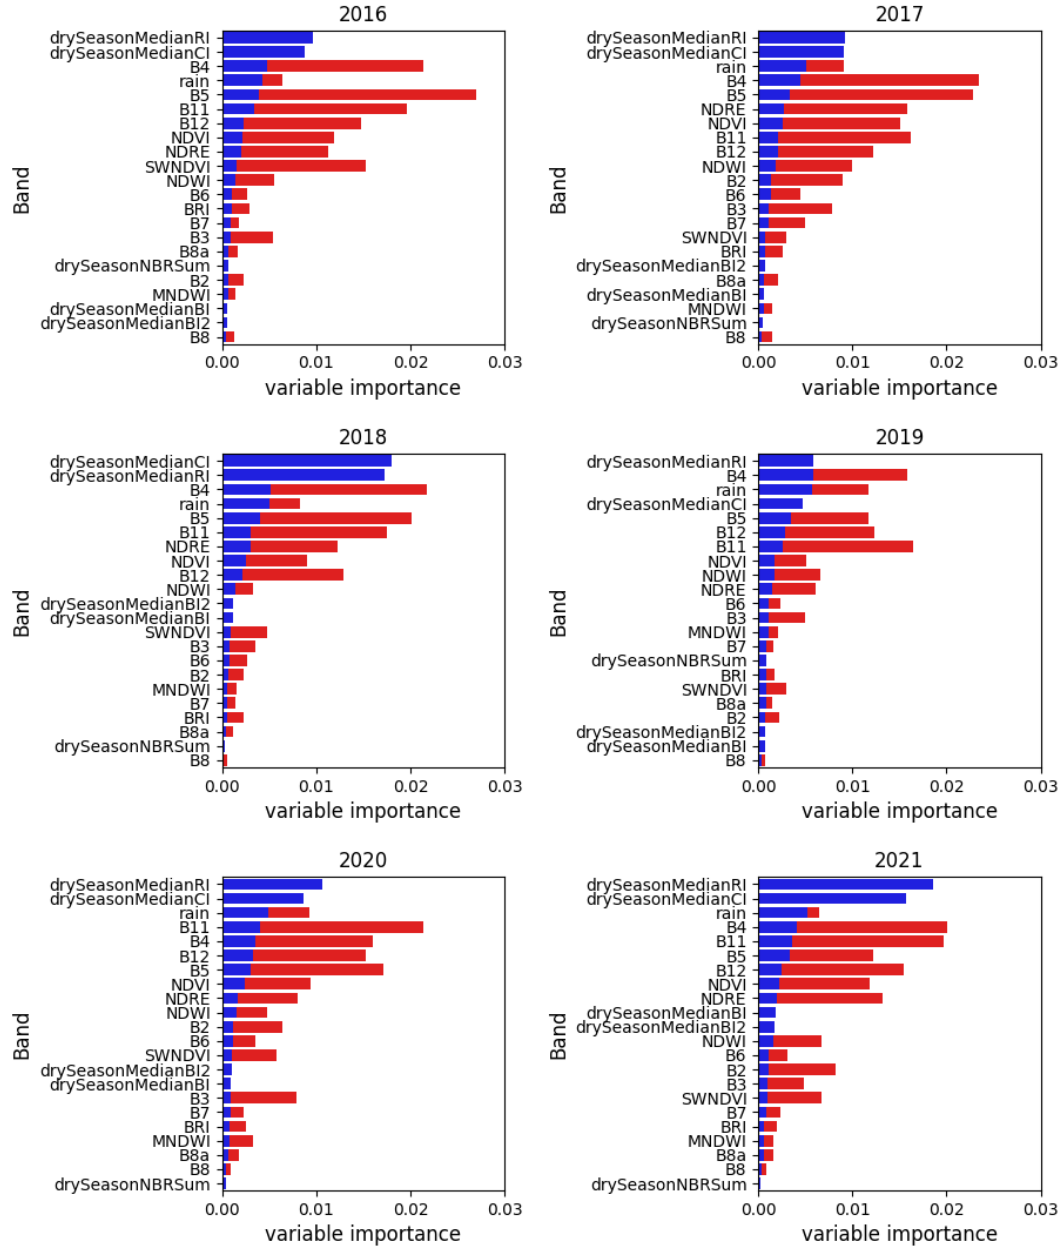 2016
drySeasonMedianRI
drySeasonMedianCI
B4
rain
B5
B11
B12
NDVI
NDRE
SWNDVI
NDWI
B6
BRI
B7
B3
B8a
drySeasonNBRSum
B2
MNDWI
drySeasonMedianBI
drySeasonMedianBI2
B8
Band
0.00 0.01 0.02 0.03
variable importance
2017
drySeasonMedianRI
drySeasonMedianCI
rain
B4
B5
NDRE
NDVI
B11
B12
NDWI
B2
B6
B3
B7
SWNDVI
BRI
drySeasonMedianBI2
B8a
drySeasonMedianBI
MNDWI
drySeasonNBRSum
B8
Band
0.00 0.01 0.02 0.03
variable importance
2018
drySeasonMedianCI
drySeasonMedianRI
B4
rain
B5
B11
NDRE
NDVI
B12
NDWI
drySeasonMedianBI2
drySeasonMedianBI
SWNDVI
B3
B6
B2
MNDWI
B7
BRI
B8a
drySeasonNBRSum
B8
Band
0.00 0.01 0.02 0.03
variable importance
2019
drySeasonMedianRI
B4
rain
drySeasonMedianCI
B5
B12
B11
NDVI
NDWI
NDRE
B6
B3
MNDWI
B7
drySeasonNBRSum
BRI
SWNDVI
B8a
B2
drySeasonMedianBI2
drySeasonMedianBI
B8
Band
0.00 0.01 0.02 0.03
variable importance
2020
drySeasonMedianRI
drySeasonMedianCI
rain
B11
B4
B12
B5
NDVI
NDRE
NDWI
B2
B6
SWNDVI
drySeasonMedianBI2
drySeasonMedianBI
B3
B7
BRI
MNDWI
B8a
B8
drySeasonNBRSum
Band
0.00 0.01 0.02 0.03
variable importance
2021
drySeasonMedianRI
drySeasonMedianCI
rain
B4
B11
B5
B12
NDVI
NDRE
drySeasonMedianBI
drySeasonMedianBI2
NDWI
B6
B2
B3
SWNDVI
B7
BRI
MNDWI
B8a
B8
drySeasonNBRSum
Band
0.00 0.01 0.02 0.03
variable importance